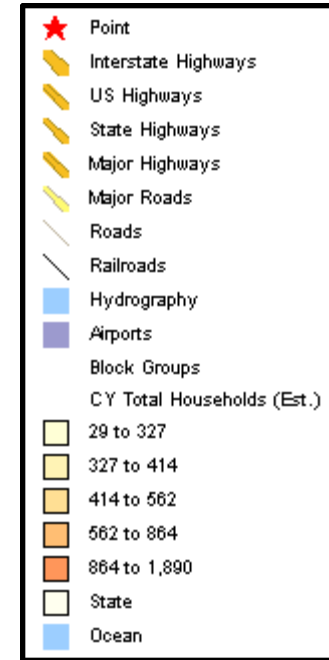 Point
Interstate Highways
US Highways
State Highways
Major Highways
Major Roads
Roads
Railroads
Hydrography
Airports
Block Groups
CY Total Households (Est.)
29 to 327
327 to 414
414 to 562
562 to 864
864 to 1,890
State
Ocean